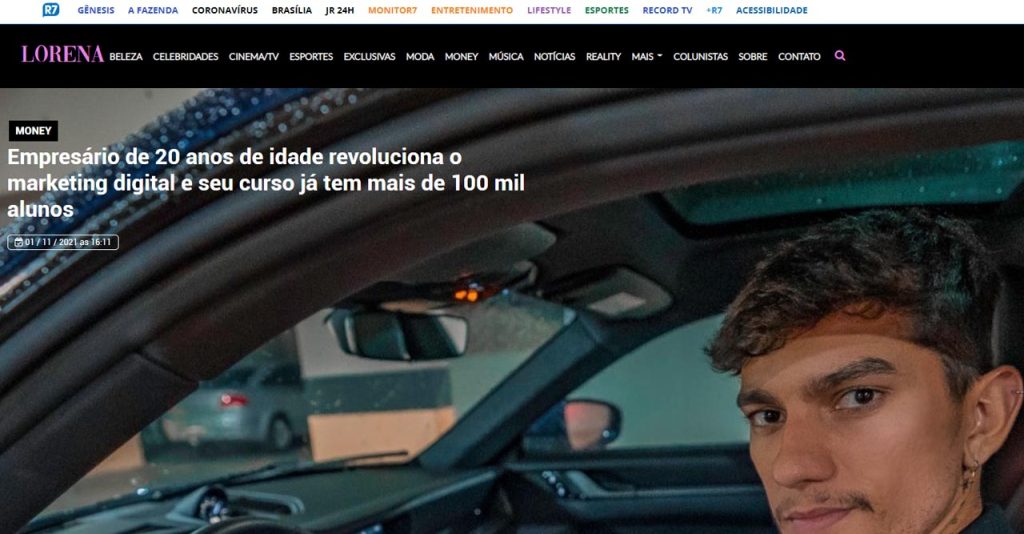 R7 GÊNESIS A FAZENDA CORONAVÍRUS BRASÍLIA JR 24H MONITOR7 ENTRETENIMENTO LIFESTYLE ESPORTES RECORD TV +R7 ACESSIBILIDADE
LORENA BELEZA CELEBRIDADES CINEMA/TV ESPORTES EXCLUSIVAS MODA MONEY MÚSICA NOTÍCIAS REALITY MAIS COLUNISTAS SOBRE CONTATO
MONEY
Empresário de 20 anos de idade revoluciona o
marketing digital e seu curso já tem mais de 100 mil
alunos
01 / 11 / 2021 as 16:11